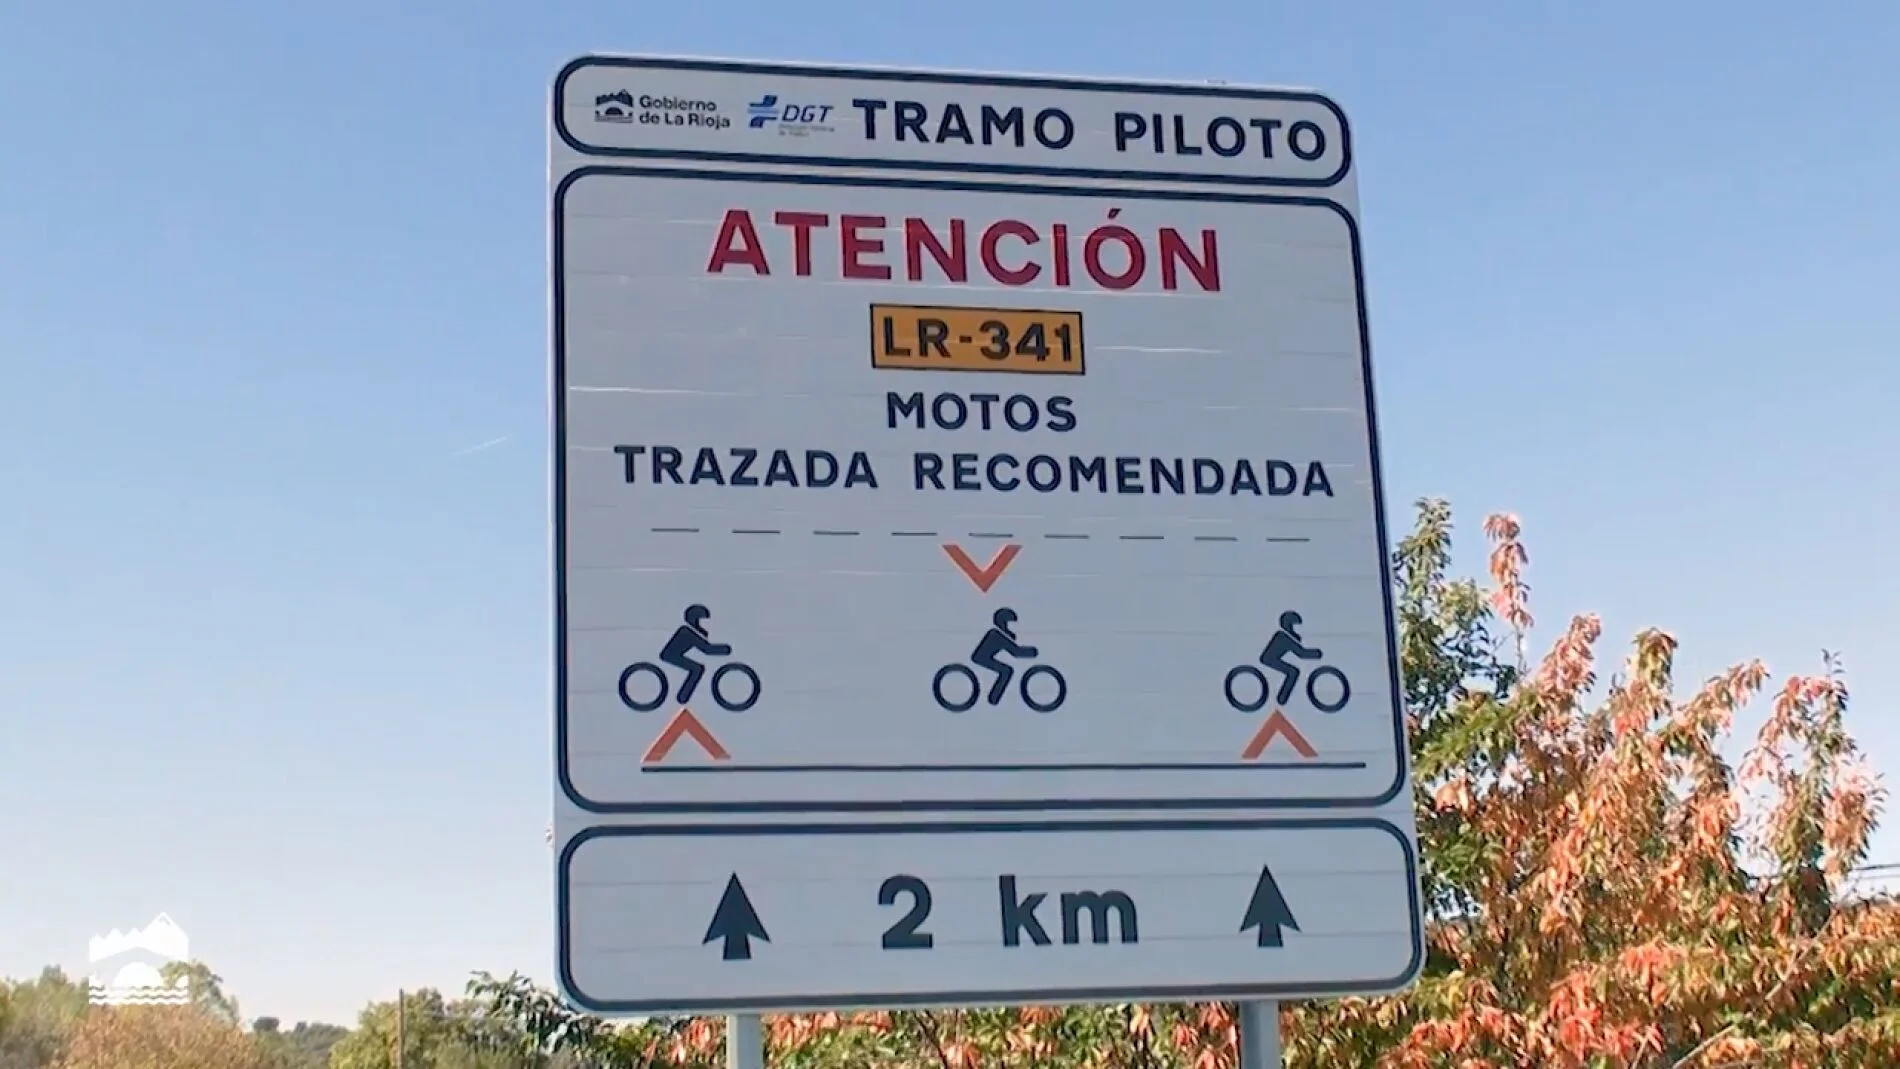 Gobierno
de La Rioja
DGT
TRAMO PILOTO
ATENCIÓN
LR-341
MOTOS
TRAZADA RECOMENDADA
2 km